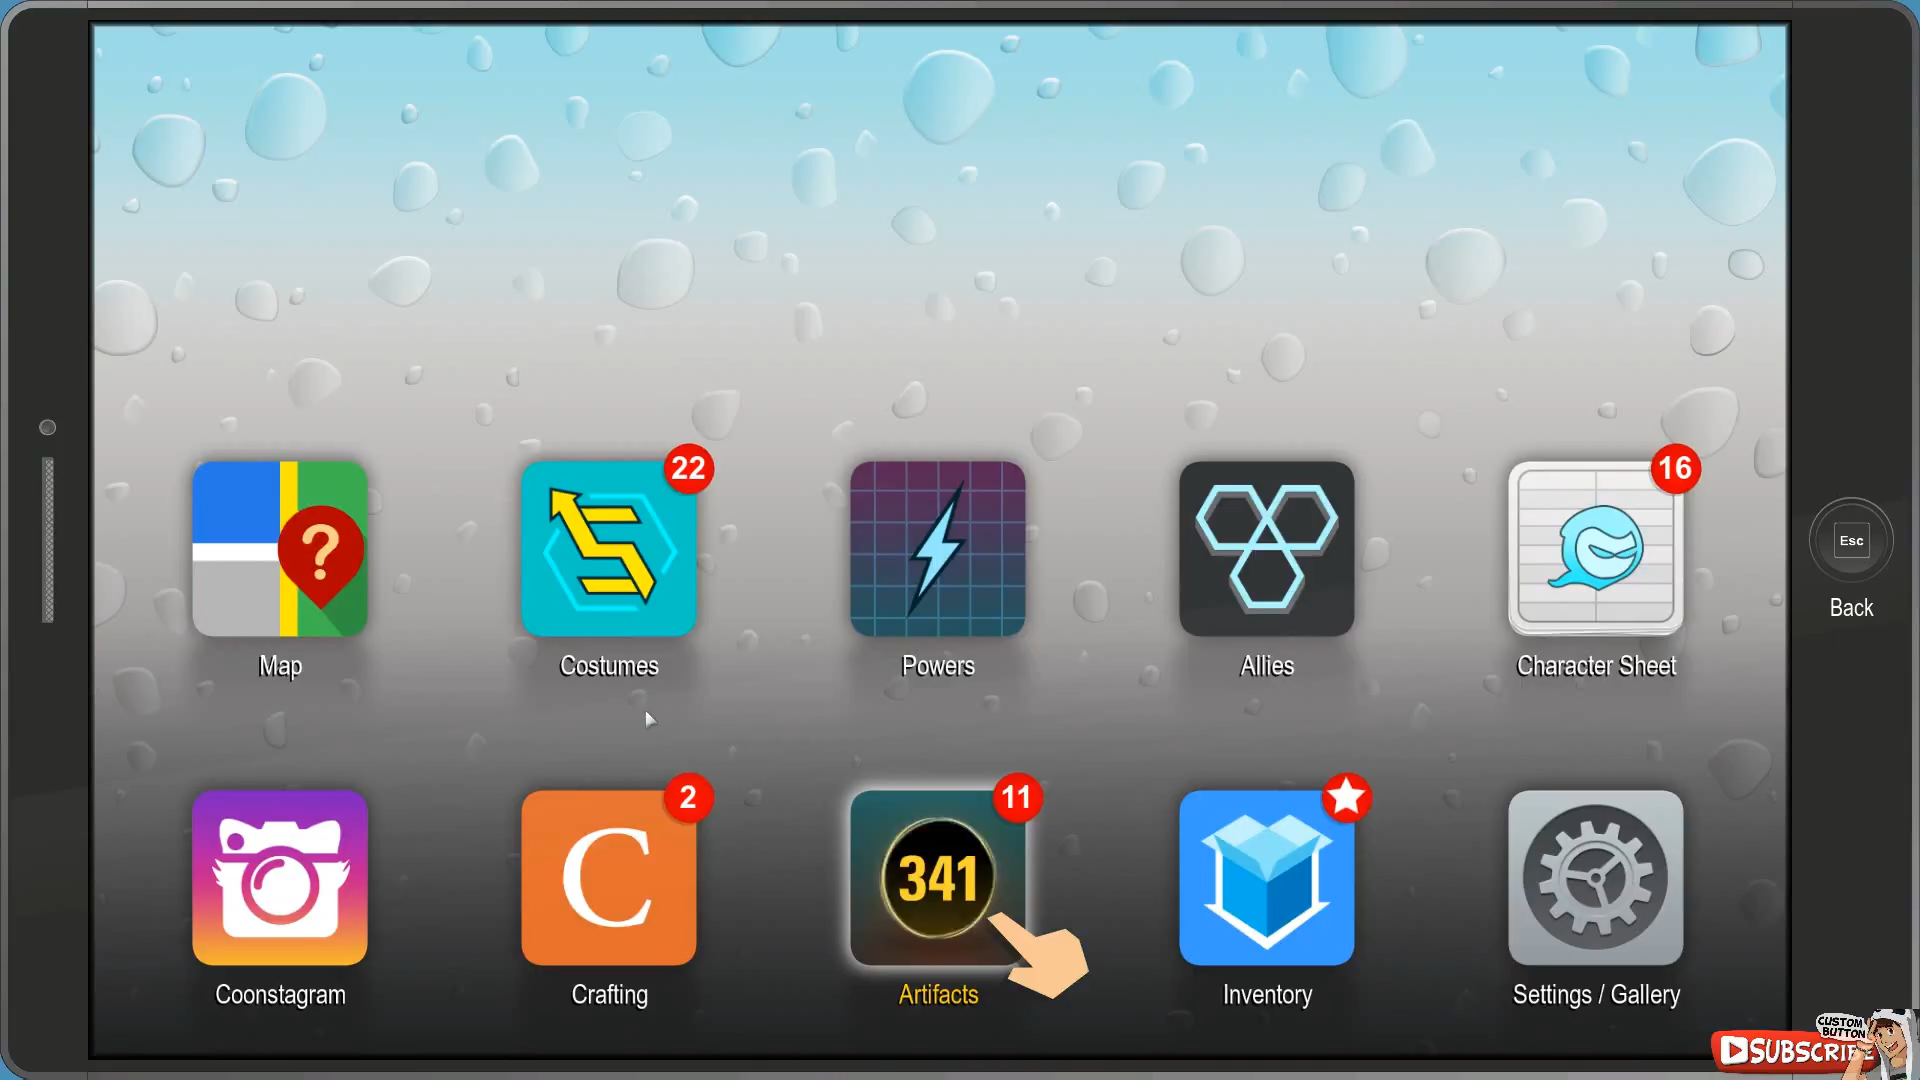 22
16
Esc
Back
Map
Costumes
Powers
Allies
Character Sheet
2
11
C
341
Coonstagram
Crafting
Artifacts
Inventory
Settings / Gallery
CUSTOM
BUTTON
SUBSCRIBE